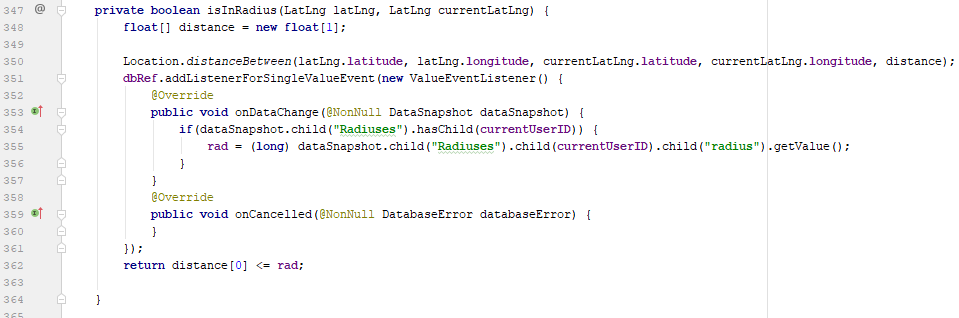 347 @ private boolean isInRadius(LatLng latLng, LatLng currentLatLng) {
348 float[] distance = new float[1];
349
350 Location.distanceBetween(latLng.latitude, latLng.longitude, currentLatLng.latitude, currentLatLng.longitude, distance);
351 dbRef.addListenerForSingleValueEvent(new ValueEventListener() {
352 @Override
353 public void onDataChange(@NonNull DataSnapshot dataSnapshot) {
354 if(dataSnapshot.child("Radiuses").hasChild(currentUserID)) {
355 rad = (long) dataSnapshot.child("Radiuses").child(currentUserID).child("radius").getValue();
356 }
357 }
358 @Override
359 public void onCancelled(@NonNull DatabaseError databaseError) {
360 }
361 });
362 return distance[0] <= rad;
363
364 }
365